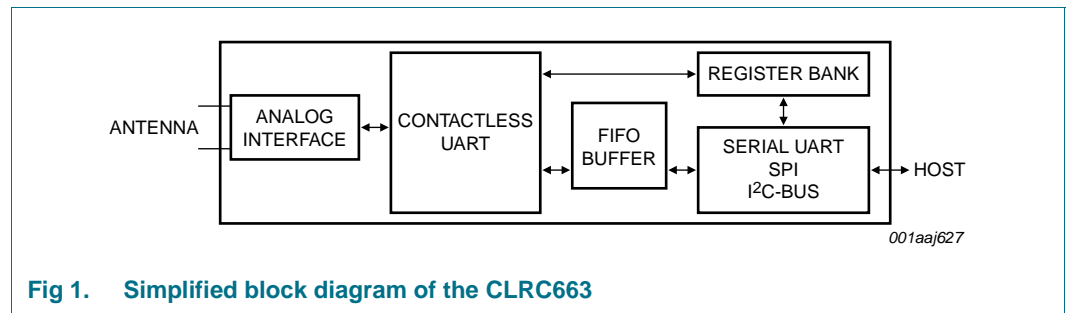 ANTENNA
ANALOG
INTERFACE
CONTACTLESS
UART
FIFO
BUFFER
REGISTER BANK
SERIAL UART
SPI
I²C-BUS
HOST
001aaj627
Fig 1. Simplified block diagram of the CLRC663